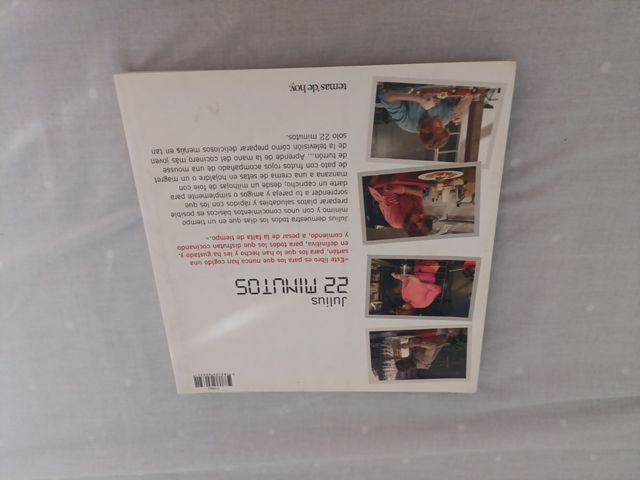 Julius
22 MINUTOS
«Este libro es para los que nunca han cogido una
sartén, para los que lo han hecho y les ha gustado y,
en definitiva, para todos los que disfrutan cocinando
y comiendo, a pesar de la falta de tiempo.»
Julius demuestra todos los días que en un tiempo
mínimo y con unos conocimientos básicos es posible
preparar platos saludables y rápidos con los que
sorprender a tu pareja y amigos o simplemente para
darte un capricho; desde un milhojas de foie con
manzana a una crema de setas en hojaldre o un magret
de pato con frutos rojos acompañado de una mousse
de turrón... Aprende de la mano del cocinero más joven
de la televisión cómo preparar deliciosos menús en tan
solo 22 minutos.
temas'de hoy.